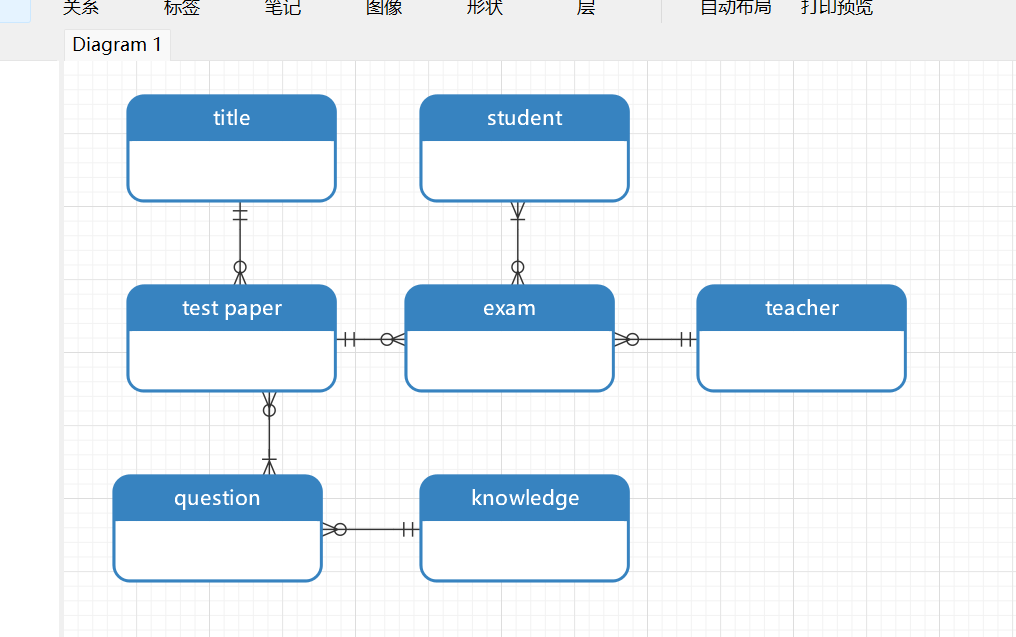 关系 标签 笔记 图像 形状 层 自动布局 打印预览
Diagram 1
title student
test paper exam teacher
question knowledge